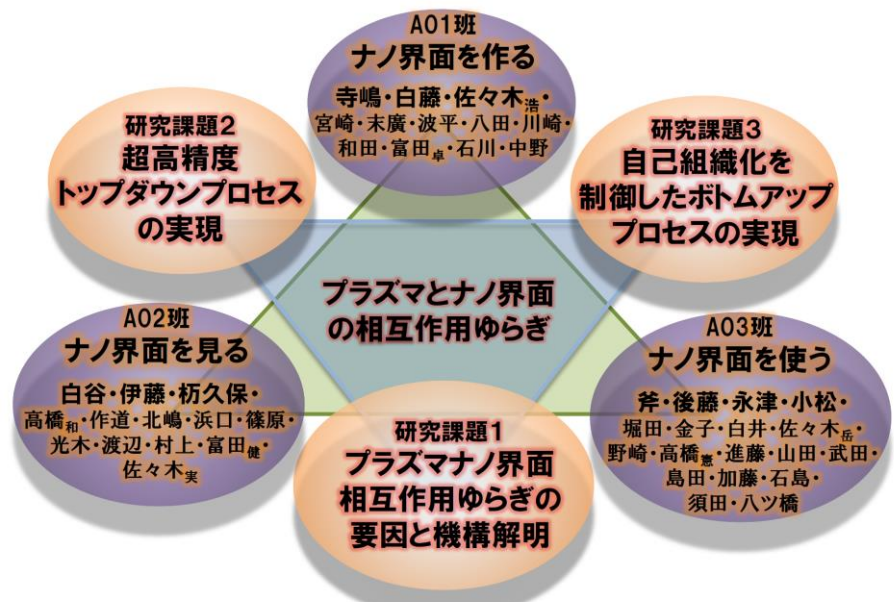 A01班
ナノ界面を作る
寺嶋・白藤・佐々木浩・
宮崎・末廣・波平・八田・川崎・
和田・富田卓・石川・中野
研究課題2
超高精度
トップダウンプロセス
の実現
研究課題3
自己組織化を
制御したボトムアップ
プロセスの実現
プラズマとナノ界面
の相互作用ゆらぎ
A02班
ナノ界面を見る
白谷・伊藤・杤久保・
高橋和・作道・北嶋・浜口・篠原・
光木・渡辺・村上・富田健・
佐々木実
A03班
ナノ界面を使う
斧・後藤・永津・小松・
堀田・金子・白井・佐々木岳・
野崎・高橋憲・進藤・山田・武田・
島田・加藤・石島・
須田・八ツ橋
研究課題1
プラズマナノ界面
相互作用ゆらぎの
要因と機構解明